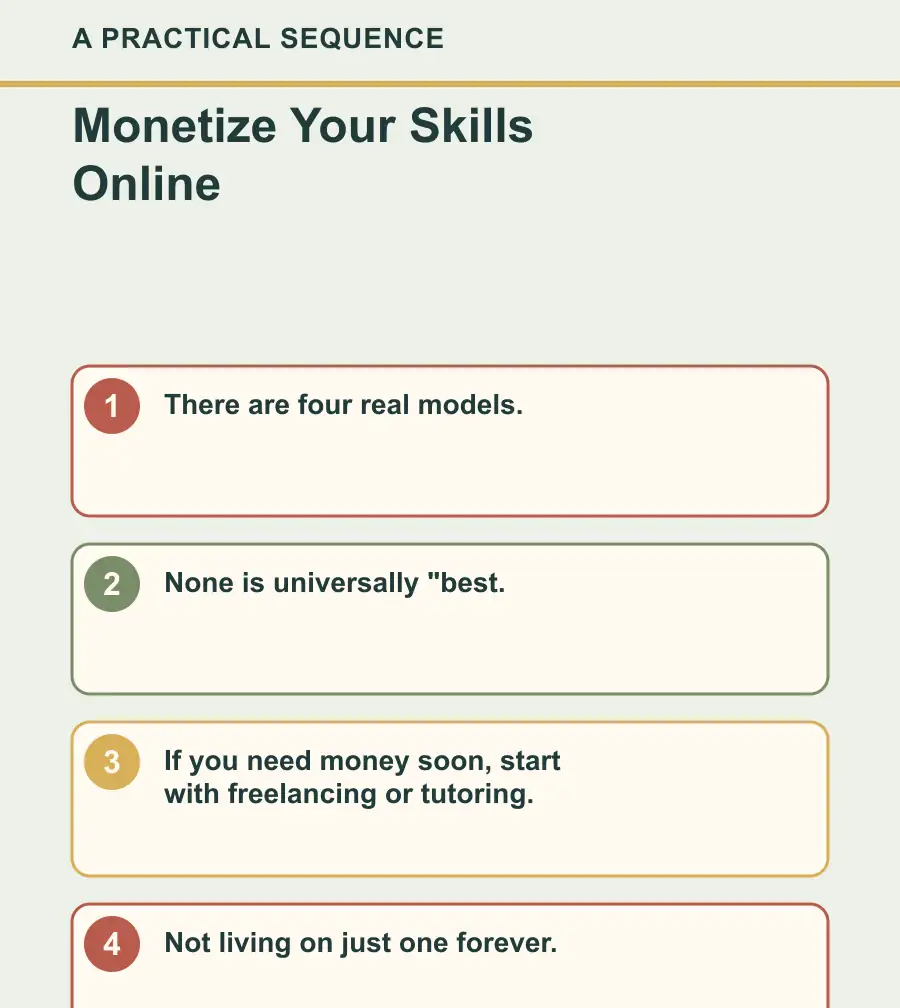 A PRACTICAL SEQUENCE
Monetize Your Skills
Online
1
There are four real models.
2
None is universally "best.
3
If you need money soon, start
with freelancing or tutoring.
4
Not living on just one forever.